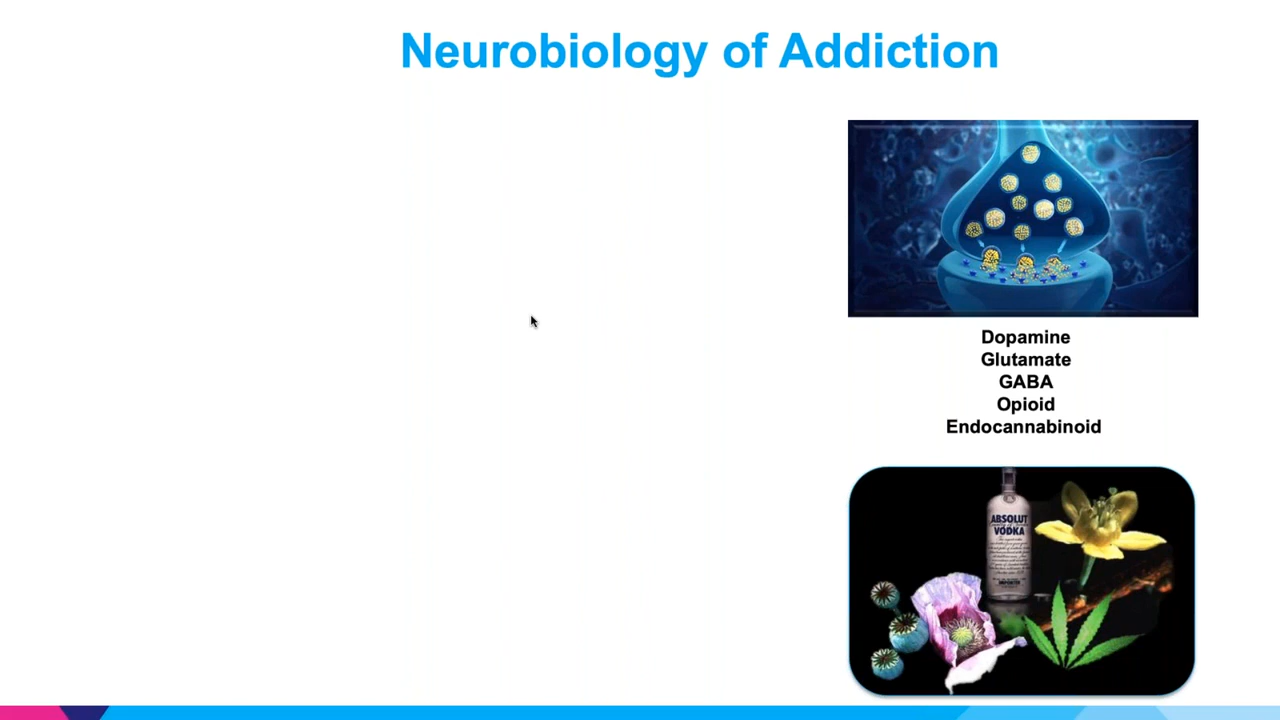 Neurobiology of Addiction
Dopamine
Glutamate
GABA
Opioid
Endocannabinoid
ABSOLUT
VODKA